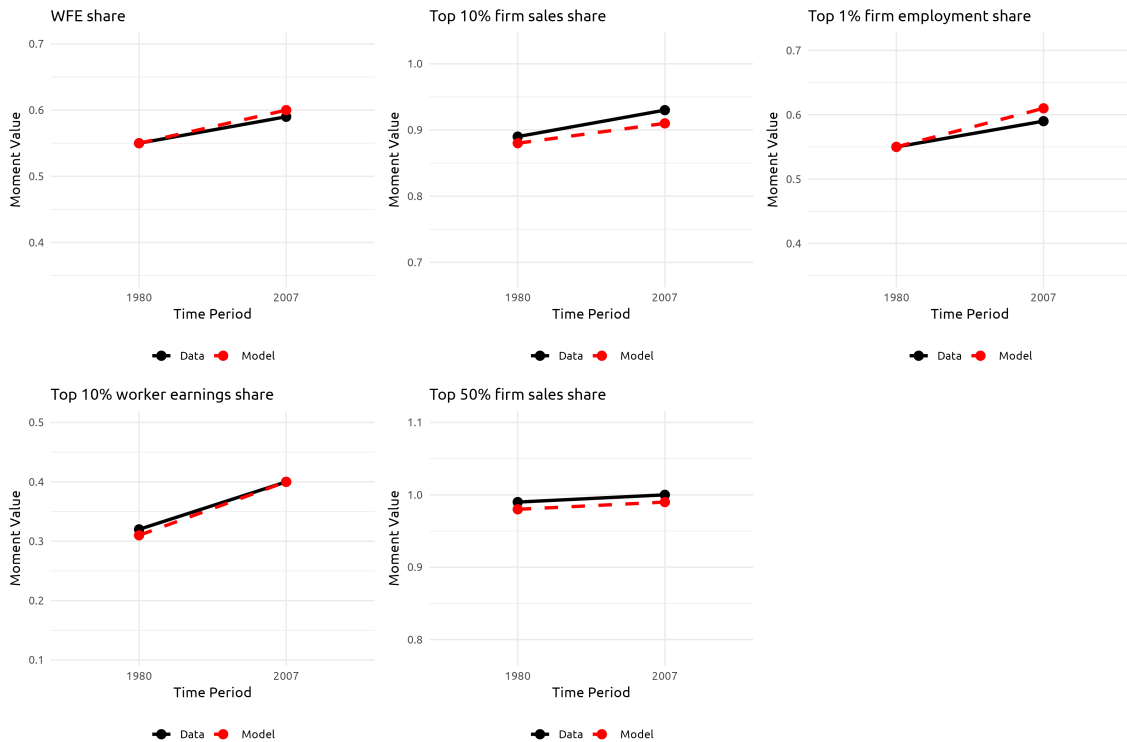 WFE share
0.7
0.6
0.5
0.4
Moment Value
1980 2007
Time Period
Data Model
Top 10% firm sales share
1.0
0.9
0.8
0.7
Moment Value
1980 2007
Time Period
Data Model
Top 1% firm employment share
0.7
0.6
0.5
0.4
Moment Value
1980 2007
Time Period
Data Model
Top 10% worker earnings share
0.5
0.4
0.3
0.2
0.1
Moment Value
1980 2007
Time Period
Data Model
Top 50% firm sales share
1.1
1.0
0.9
0.8
Moment Value
1980 2007
Time Period
Data Model